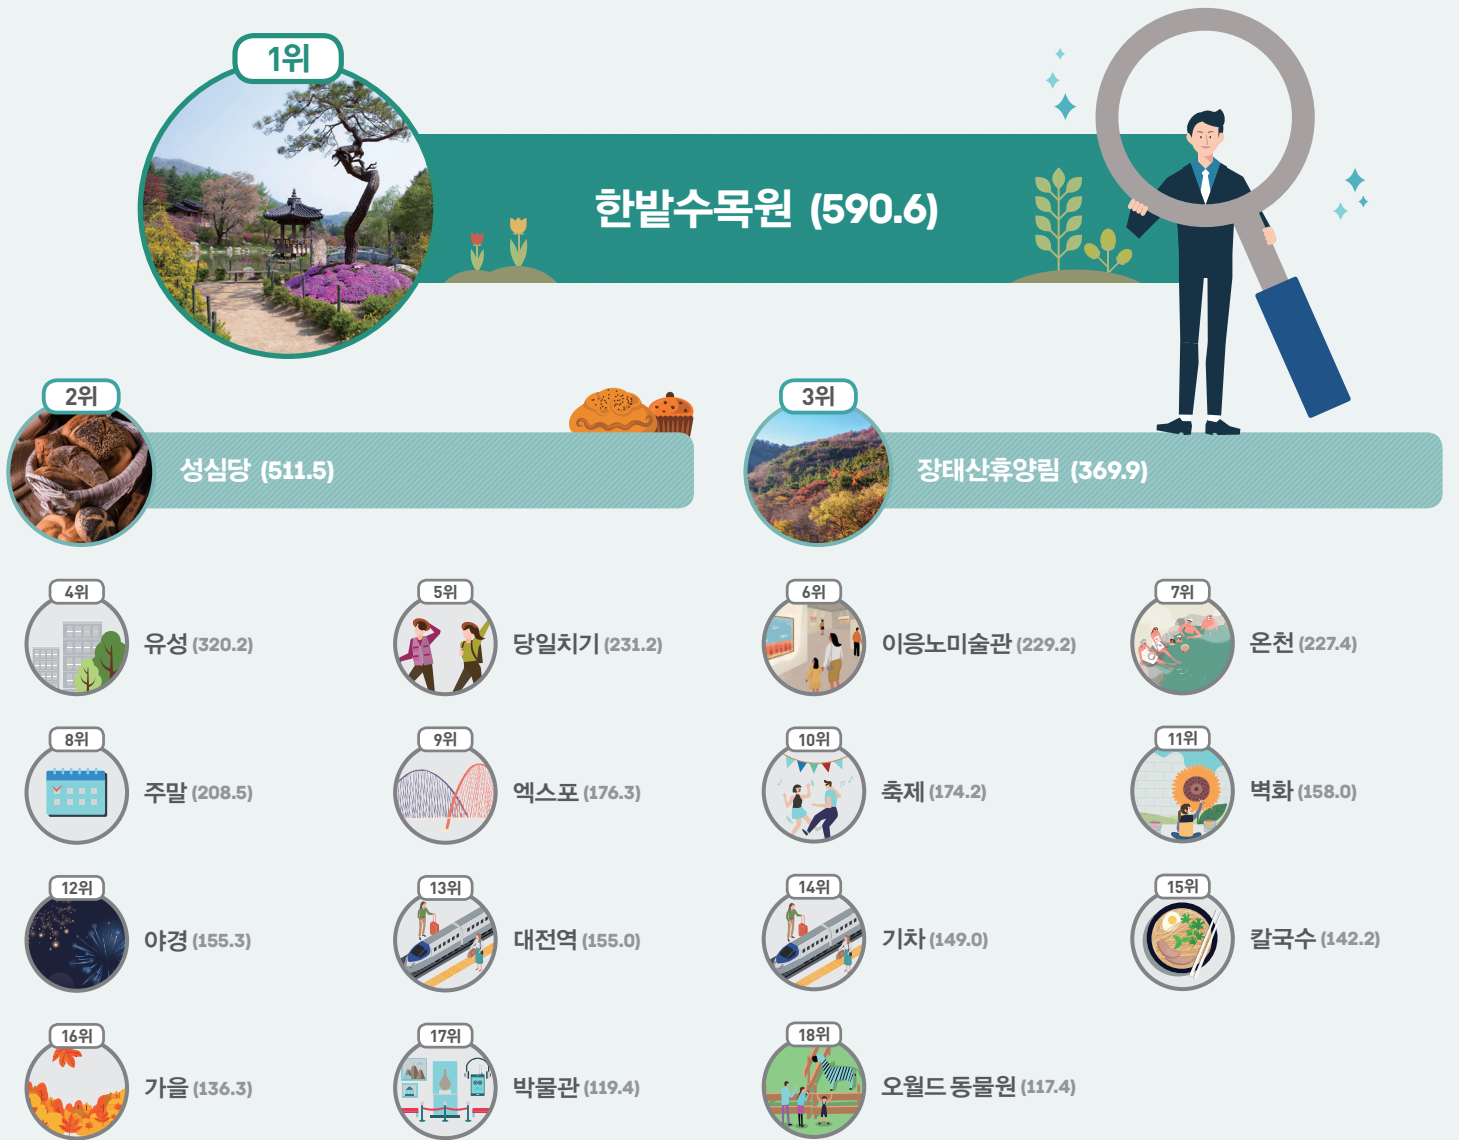 1위
한밭수목원 (590.6)
2위
성심당 (511.5)
3위
장태산휴양림 (369.9)
4위
유성 (320.2)
5위
당일치기 (231.2)
6위
이응노미술관 (229.2)
7위
온천 (227.4)
8위
주말 (208.5)
9위
엑스포 (176.3)
10위
축제 (174.2)
11위
벽화 (158.0)
12위
야경 (155.3)
13위
대전역 (155.0)
14위
기차 (149.0)
15위
칼국수 (142.2)
16위
가을 (136.3)
17위
박물관 (119.4)
18위
오월드 동물원 (117.4)